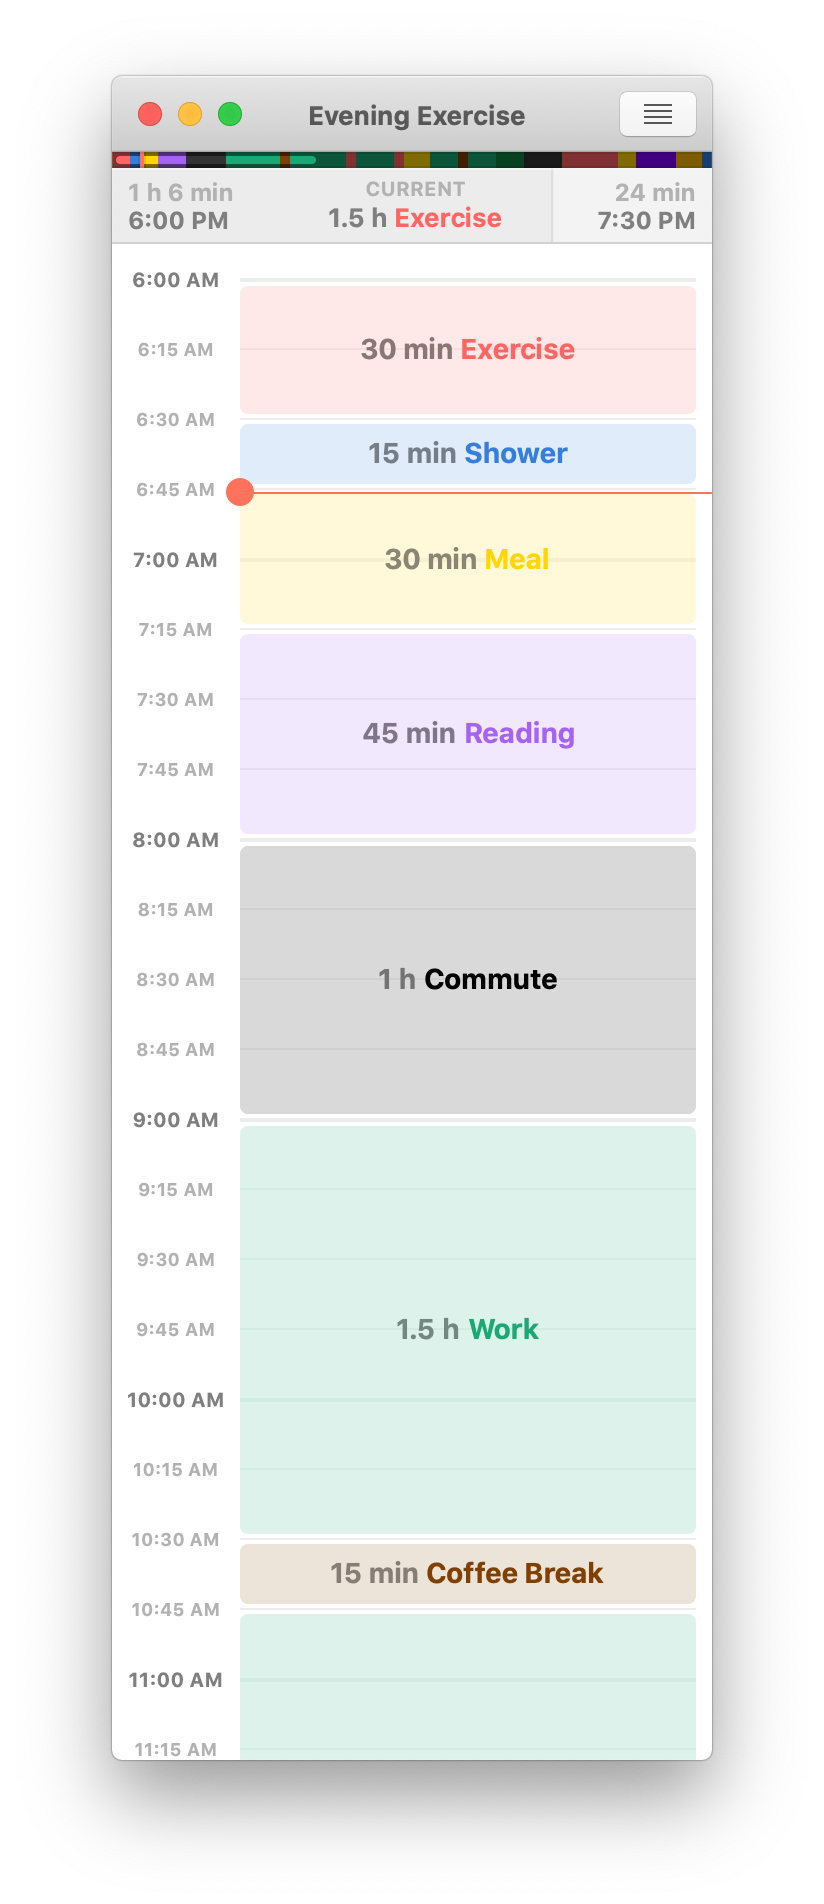 Evening Exercise
1 h 6 min CURRENT 24 min
6:00 PM 1.5 h Exercise 7:30 PM
6:00 AM
6:15 AM 30 min Exercise
6:30 AM
15 min Shower
6:45 AM
7:00 AM 30 min Meal
7:15 AM
7:30 AM
45 min Reading
7:45 AM
8:00 AM
8:15 AM
8:30 AM 1 h Commute
8:45 AM
9:00 AM
9:15 AM
9:30 AM
9:45 AM 1.5 h Work
10:00 AM
10:15 AM
10:30 AM
15 min Coffee Break
10:45 AM
11:00 AM
11:15 AM